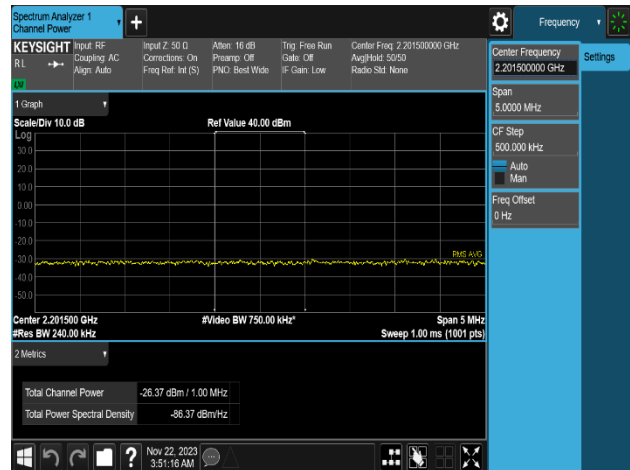 Spectrum Analyzer 1
Channel Power
+
Frequency
KEYSIGHT
RL
LW
Input: RF
Coupling: AC
Align: Auto
Input Z: 50 Ω
Corrections: On
Freq Ref: Int (S)
Atten: 16 dB
Preamp: Off
PNO: Best Wide
Trig: Free Run
Gate: Off
IF Gain: Low
Center Freq: 2.201500000 GHz
Avg|Hold: 50/50
Radio Std: None
Center Frequency
2.201500000 GHz
Settings
Span
5.0000 MHz
CF Step
500.000 kHz
Auto
Man
Freq Offset
0 Hz
1 Graph
Scale/Div 10.0 dB
Ref Value 40.00 dBm
Log
30.0
20.0
10.0
0.00
-10.0
-20.0
-30.0
-40.0
-50.0
RMS AVG
Center 2.201500 GHz
#Video BW 750.00 kHz*
Span 5 MHz
#Res BW 240.00 kHz
Sweep 1.00 ms (1001 pts)
2 Metrics
Total Channel Power
-26.37 dBm / 1.00 MHz
Total Power Spectral Density
-86.37 dBm/Hz
?
Nov 22, 2023
3:51:16 AM